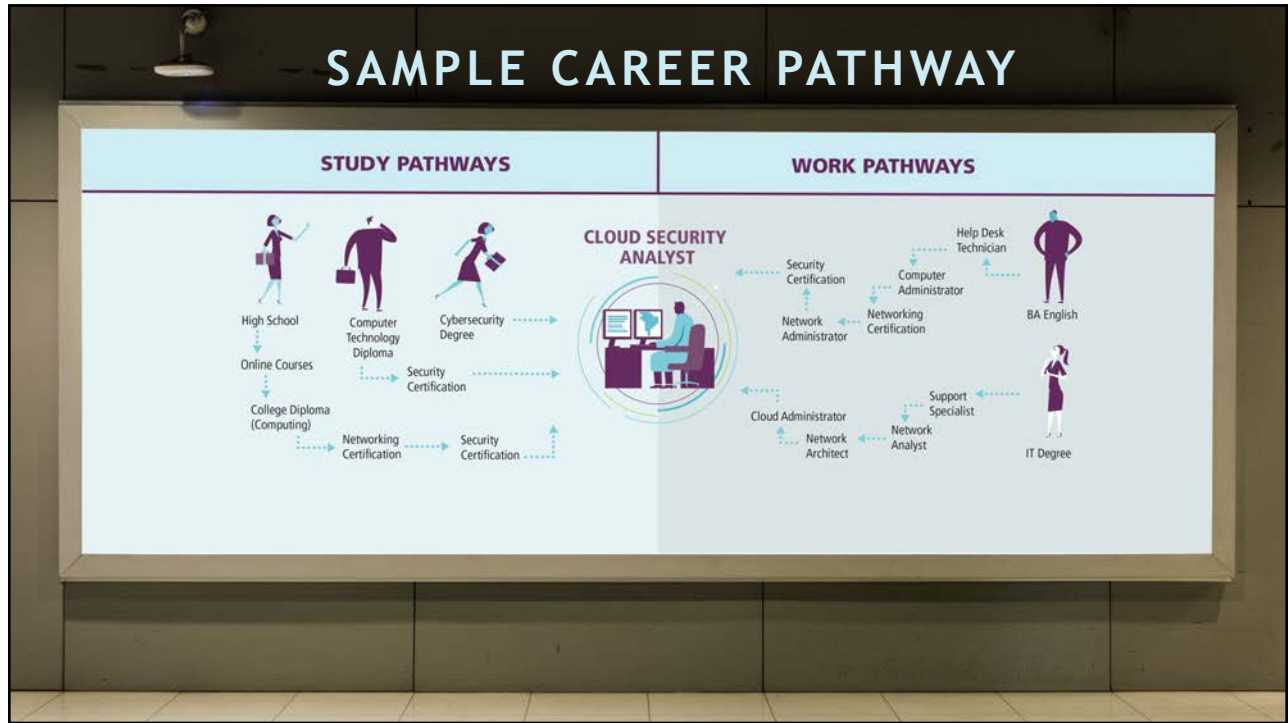 SAMPLE CAREER PATHWAY
STUDY PATHWAYS
WORK PATHWAYS
High School
Online Courses
College Diploma
(Computing)
Networking
Certification
Security
Certification
Computer
Technology
Diploma
Security
Certification
Cybersecurity
Degree
CLOUD SECURITY
ANALYST
BA English
Help Desk
Technician
Computer
Administrator
Networking
Certification
Network
Administrator
Security
Certification
IT Degree
Support
Specialist
Network
Analyst
Network
Architect
Cloud Administrator